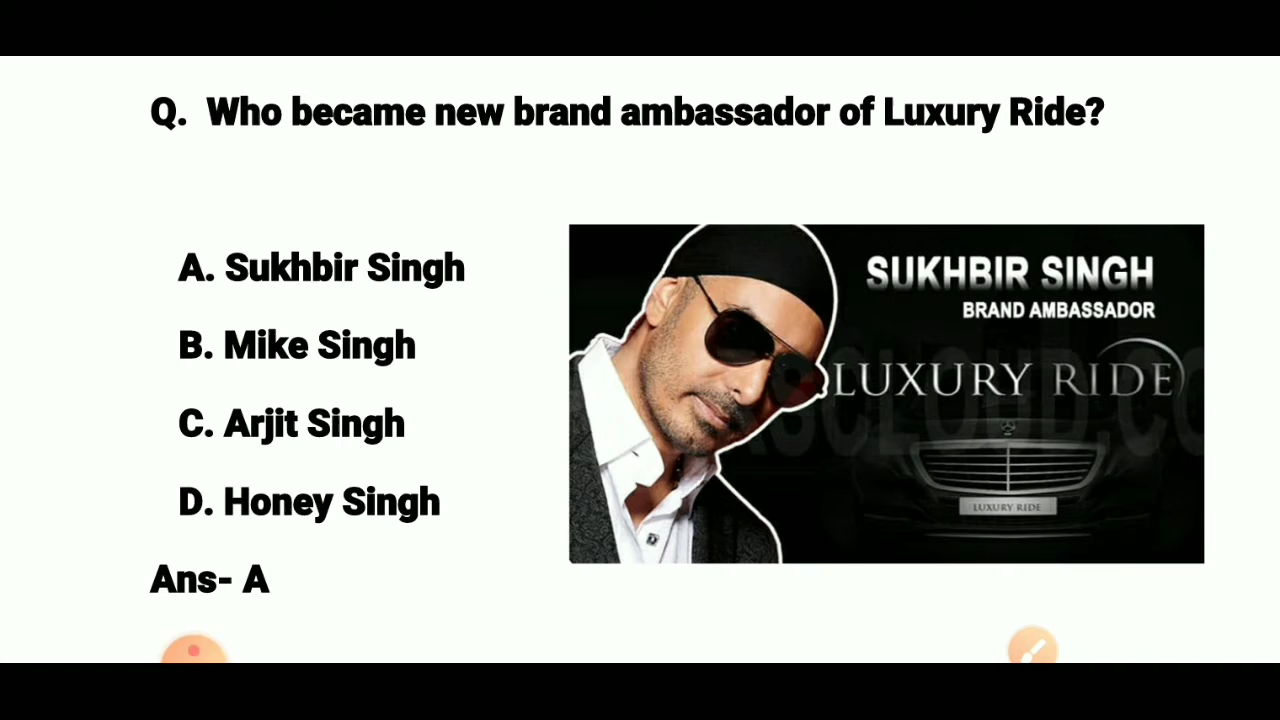 Q. Who became new brand ambassador of Luxury Ride?
A. Sukhbir Singh
B. Mike Singh
C. Arjit Singh
D. Honey Singh
Ans- A
SUKHBIR SINGH
BRAND AMBASSADOR
LUXURY RIDE
LUXURY RIDE